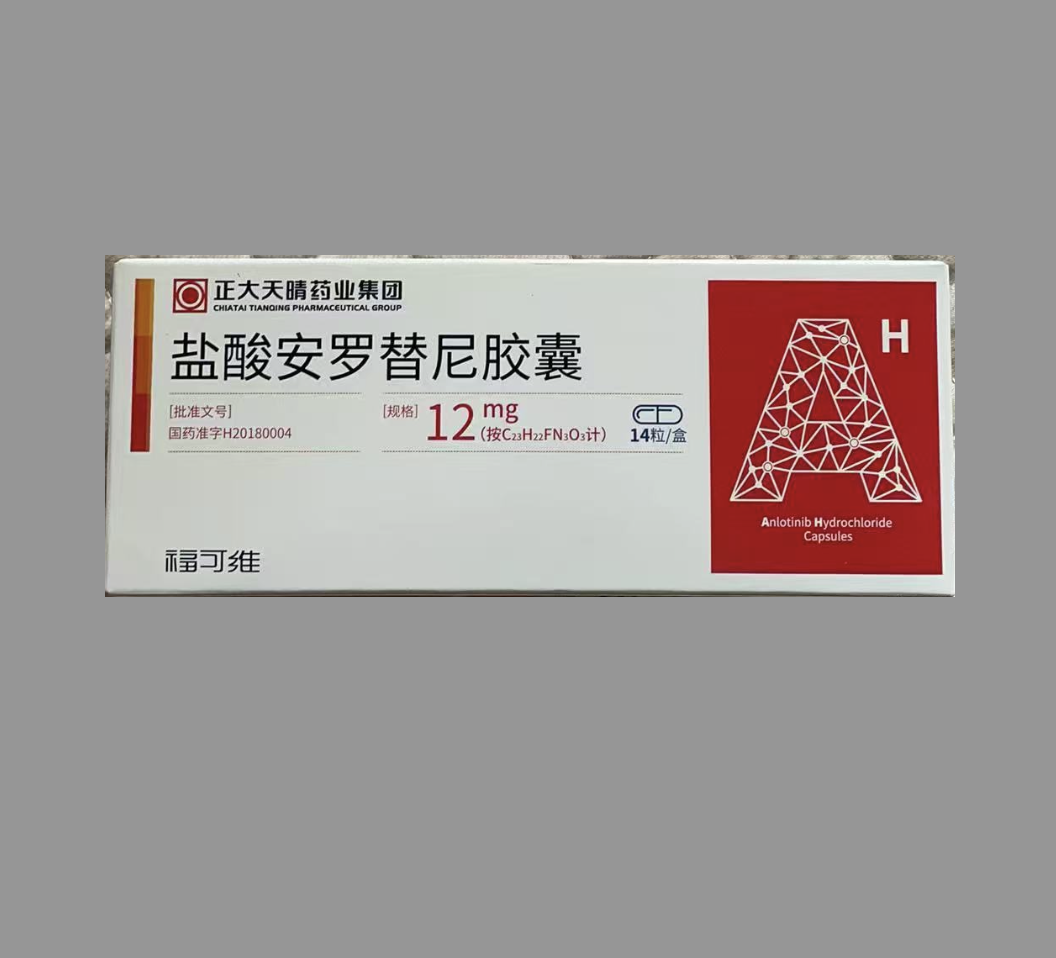 正大天晴药业集团
CHIATAI TIANQING PHARMACEUTICAL GROUP
盐酸安罗替尼胶囊
[批准文号]
国药准字H20180004
[规格] 12 mg
(按C₂₃H₂₂FN₃O₃计)
14粒/盒
福可维
H
Anlotinib Hydrochloride
Capsules